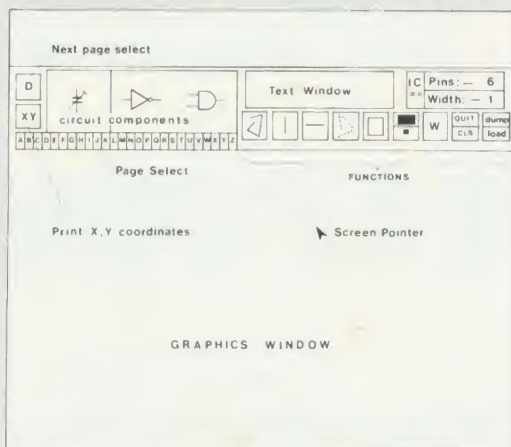 Next page select
D
XY
circuit components
A B C D E F G H I J K L M N O P Q R S T U V W X Y Z
Text Window
IC Pins:— 6
== Width:— 1
W
QUIT dump
CLS load
Page Select
FUNCTIONS
Print X,Y coordinates
Screen Pointer
GRAPHICS WINDOW